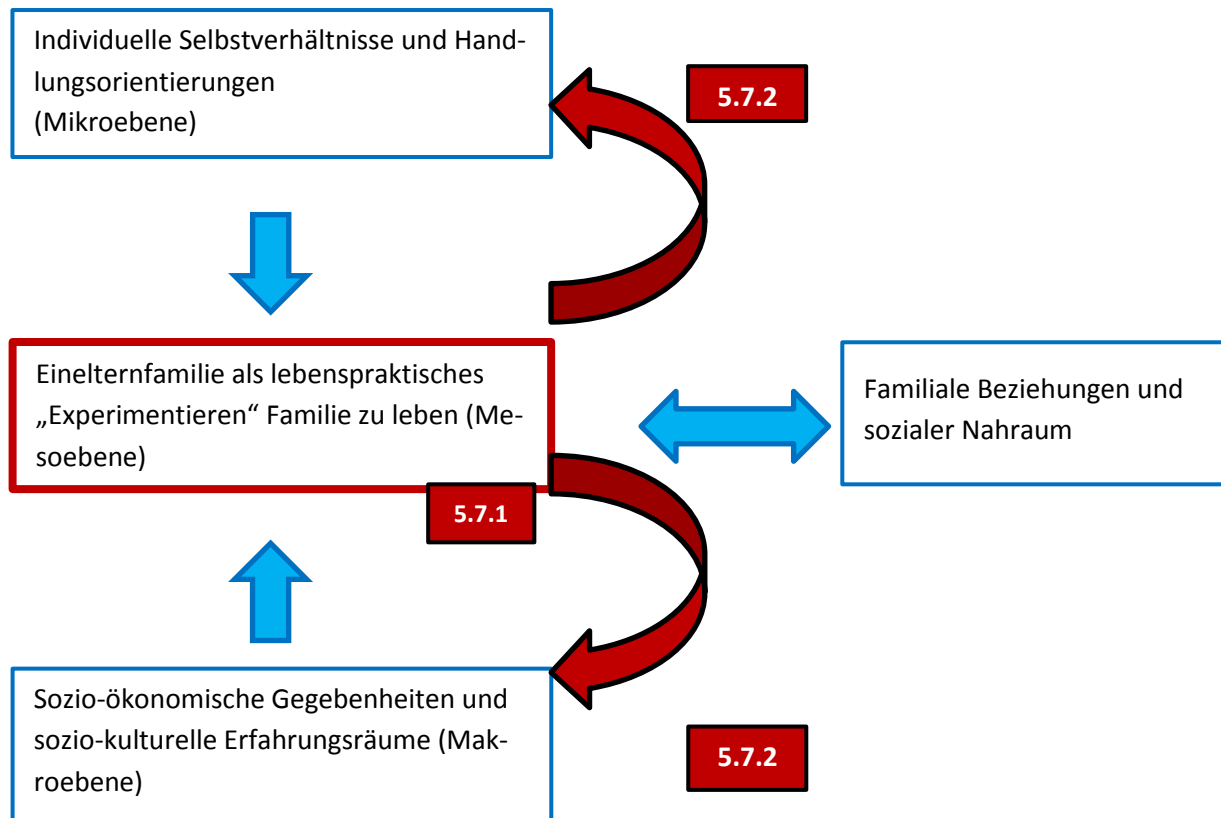 Individuelle Selbstverhältnisse und Hand-
lungsorientierungen
(Mikroebene)
5.7.2
Einelternfamilie als lebenspraktisches
„Experimentieren“ Familie zu leben (Me-
soebene)
5.7.1
Familiale Beziehungen und
sozialer Nahraum
Sozio-ökonomische Gegebenheiten und
sozio-kulturelle Erfahrungsräume (Mak-
roebene)
5.7.2